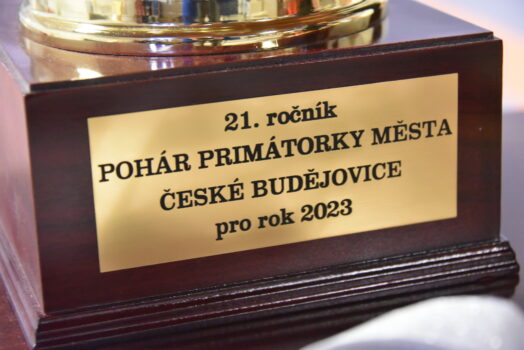 21. ročník
POHÁR PRIMÁTORKY MĚSTA
ČESKÉ BUDĚJOVICE
pro rok 2023